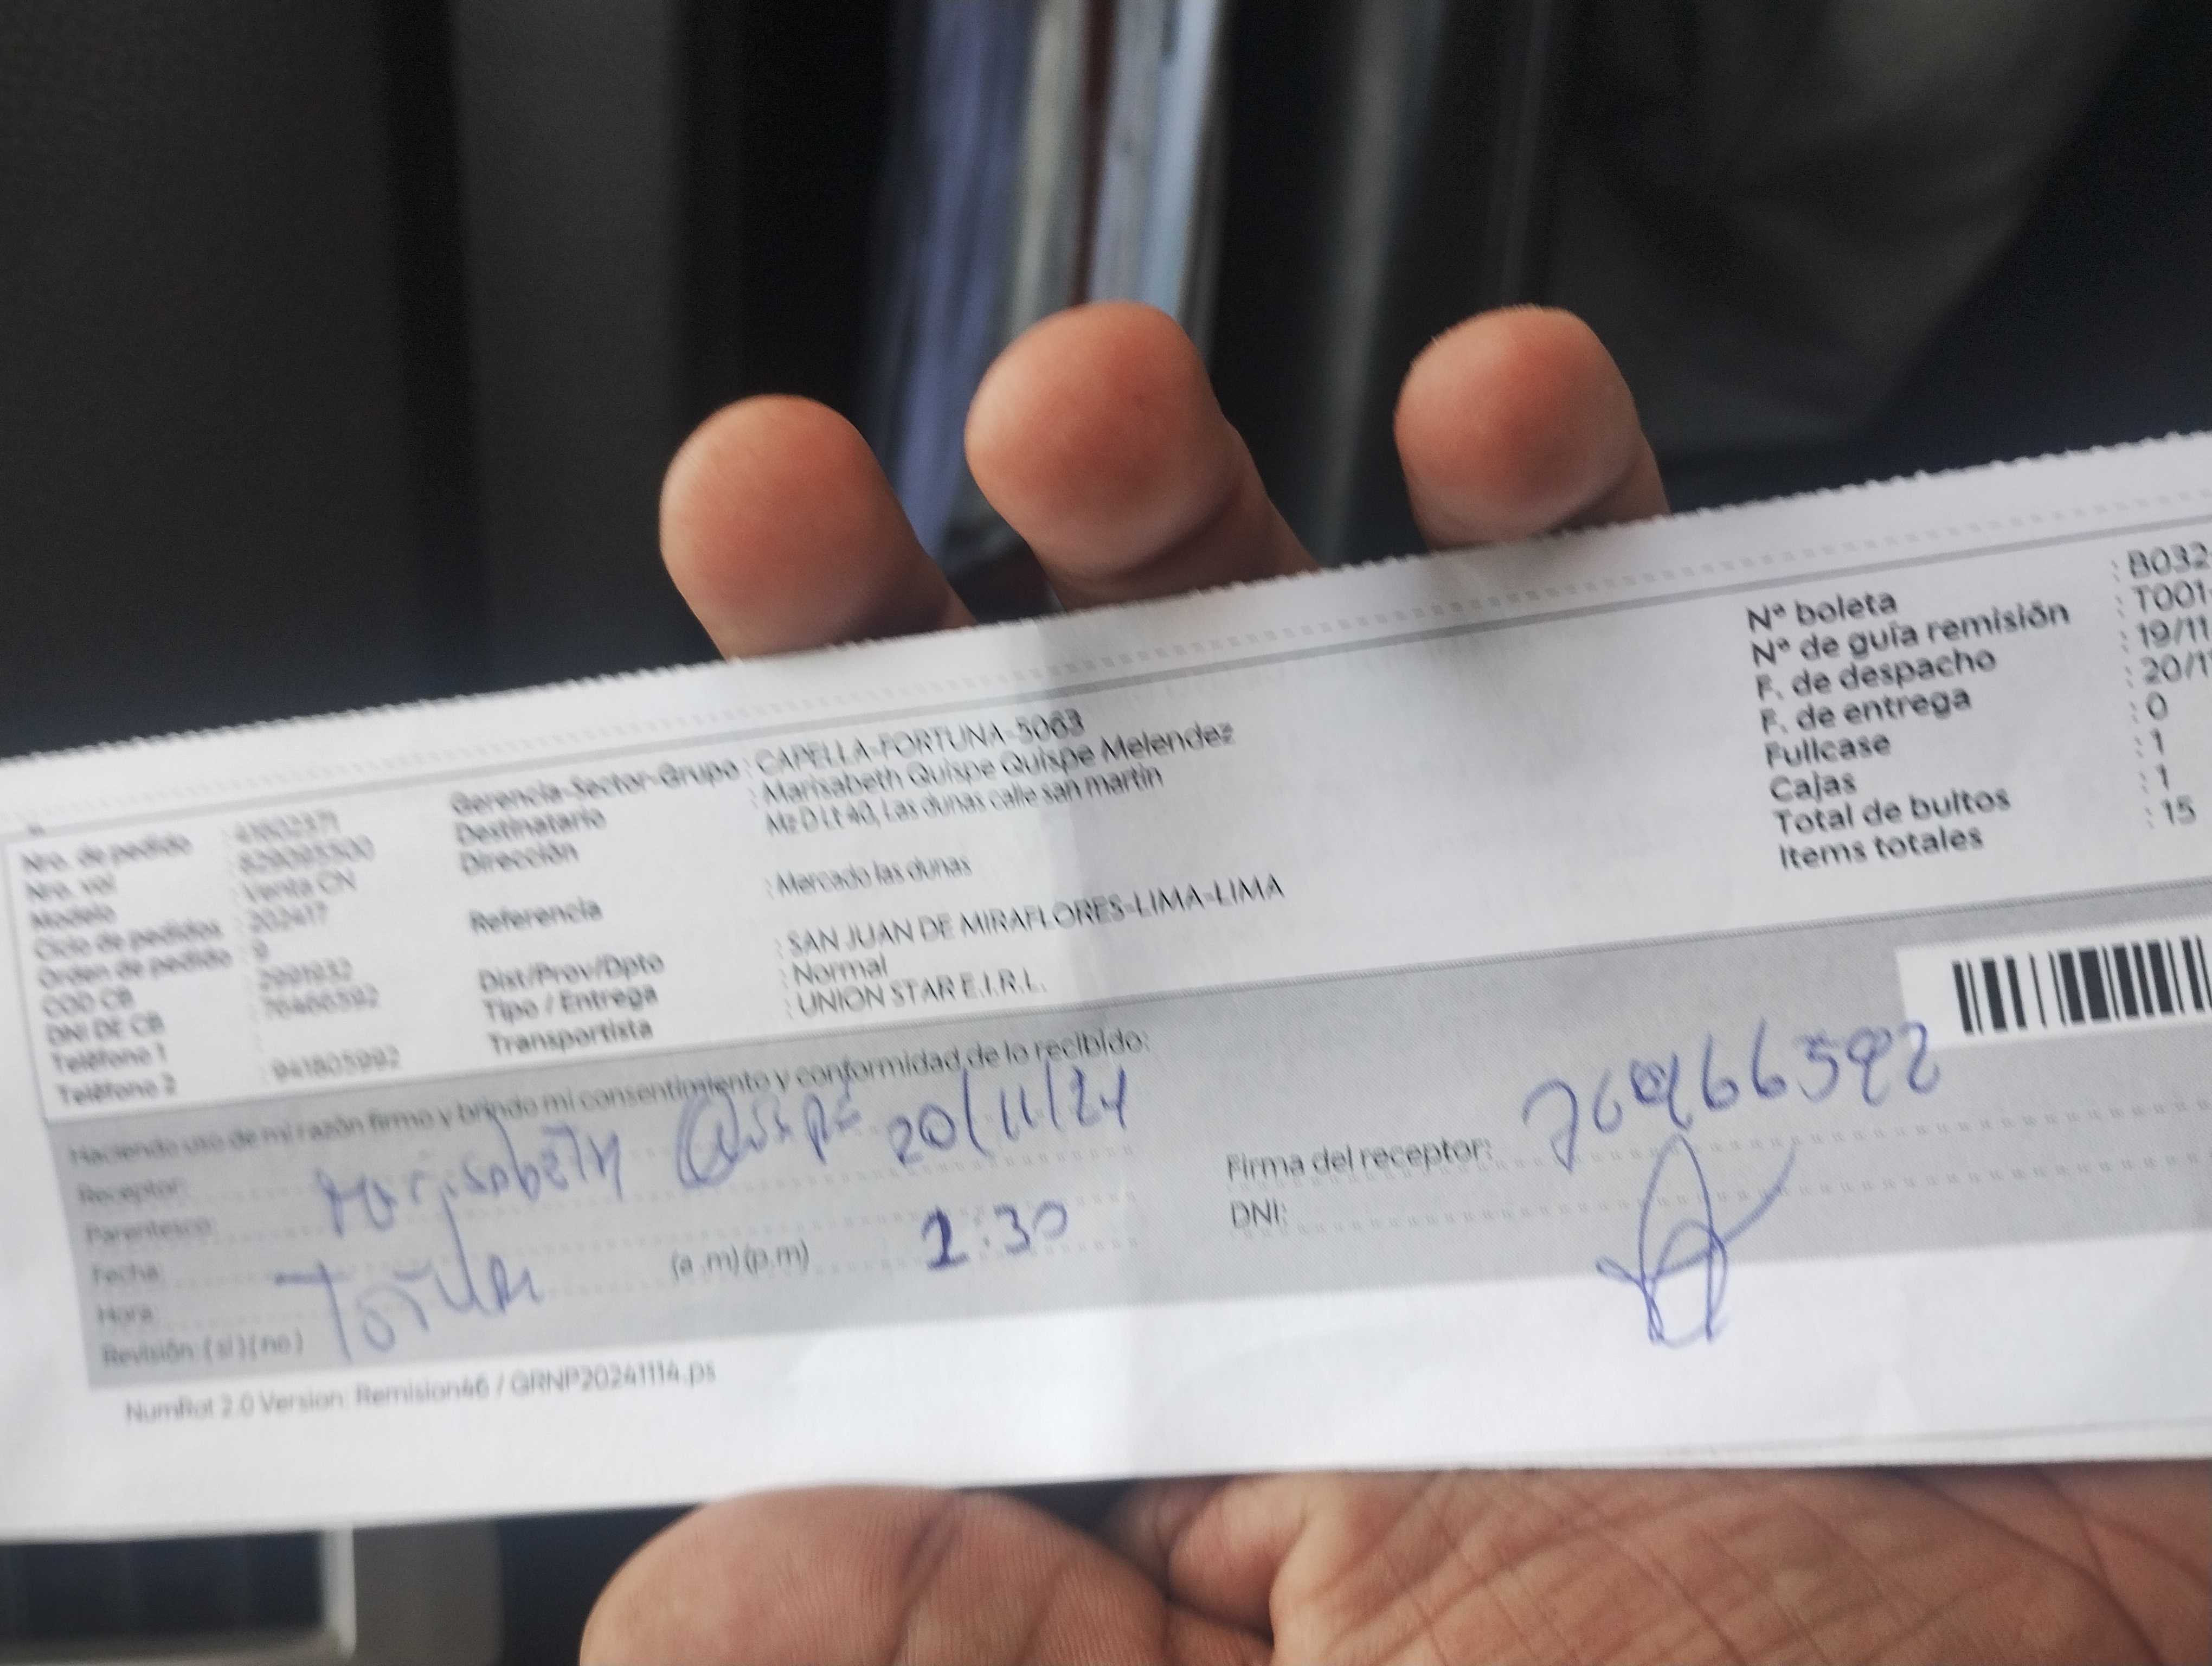 Nro. de pedido : 41802371
Nro. vol : 829095500
Modelo : Venta CN
Ciclo de pedidos : 202417
Orden de pedido : 9
COD CB : 2991932
DNI DE CB : 76466592
Teléfono 1
Teléfono 2 : 941805992
Gerencia-Sector-Grupo : CAPELLA-FORTUNA-5063
Destinatario : Marisabeth Quispe Quispe Melendez
Dirección Mz D Lt 40, Las dunas calle san martin
Referencia : Mercado las dunas
Dist/Prov/Dpto : SAN JUAN DE MIRAFLORES-LIMA-LIMA
Tipo / Entrega : Normal
Transportista : UNION STAR E.I.R.L.
N° boleta : B032
N° de guía remisión : T001-
F. de despacho : 19/11
F. de entrega : 20/1
Fullcase : 0
Cajas : 1
Total de bultos : 1
Items totales : 15
Haciendo uso de mi razón firmo y brindo mi consentimiento y conformidad de lo recibido:
Receptor: Marisabeth Quispe 20/11/24
Parentesco:
Fecha:
Hora: (a .m) (p.m) 1:30
Revisión: (si) (no)
Firma del receptor:
DNI:
NumRot 2.0 Version: Remision46 / GRNP20241114.ps